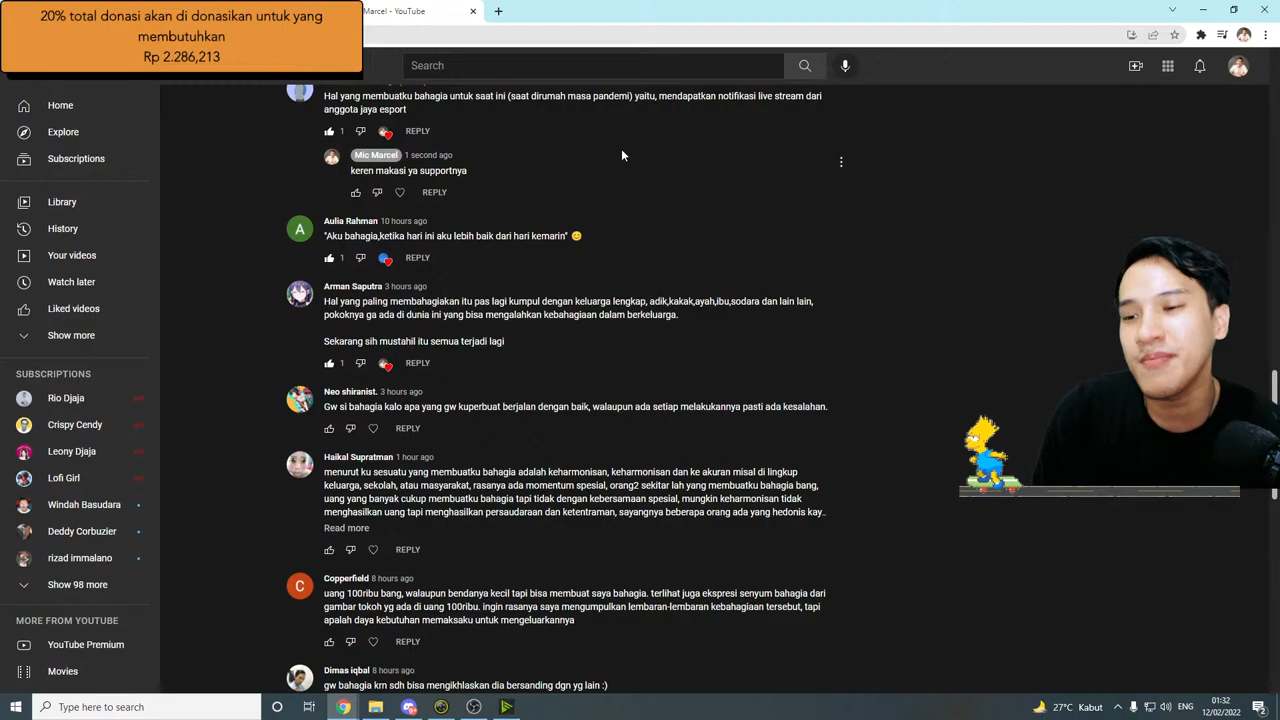 20% total donasi akan di donasikan untuk yang
membutuhkan
Rp 2.286,213
Marcel - YouTube
Search
Home
Explore
Subscriptions
Library
History
Your videos
Watch later
Liked videos
Show more
SUBSCRIPTIONS
Rio Djaja
Crispy Cendy
Leony Djaja
Lofi Girl
Windah Basudara
Deddy Corbuzier
rizad immalano
Show 98 more
MORE FROM YOUTUBE
YouTube Premium
Movies
Hal yang membuatku bahagia untuk saat ini (saat dirumah masa pandemi) yaitu, mendapatkan notifikasi live stream dari
anggota jaya esport
1 REPLY
Mic Marcel 1 second ago
keren makasi ya supportnya
REPLY
A
Aulia Rahman 10 hours ago
"Aku bahagia,ketika hari ini aku lebih baik dari hari kemarin" 😊
1 REPLY
Arman Saputra 3 hours ago
Hal yang paling membahagiakan itu pas lagi kumpul dengan keluarga lengkap, adik,kakak,ayah,ibu,sodara dan lain lain,
pokoknya ga ada di dunia ini yang bisa mengalahkan kebahagiaan dalam berkeluarga.
Sekarang sih mustahil itu semua terjadi lagi
1 REPLY
Neo shiranist. 3 hours ago
Gw si bahagia kalo apa yang gw kuperbuat berjalan dengan baik, walaupun ada setiap melakukannya pasti ada kesalahan.
REPLY
Haikal Supratman 1 hour ago
menurut ku sesuatu yang membuatku bahagia adalah keharmonisan, keharmonisan dan ke akuran misal di lingkup
keluarga, sekolah, atau masyarakat, rasanya ada momentum spesial, orang2 sekitar lah yang membuatku bahagia bang,
uang yang banyak cukup membuatku bahagia tapi tidak dengan kebersamaan spesial, mungkin keharmonisan tidak
menghasilkan uang tapi menghasilkan persaudaraan dan ketentraman, sayangnya beberapa orang ada yang hedonis kay...
Read more
REPLY
C
Copperfield 8 hours ago
uang 100ribu bang, walaupun bendanya kecil tapi bisa membuat saya bahagia. terlihat juga ekspresi senyum bahagia dari
gambar tokoh yg ada di uang 100ribu. ingin rasanya saya mengumpulkan lembaran-lembaran kebahagiaan tersebut, tapi
apalah daya kebutuhan memaksaku untuk mengeluarkannya
REPLY
Dimas iqbal 8 hours ago
gw bahagia krn sdh bisa mengikhlaskan dia bersanding dgn yg lain :)
Type here to search
27°C Kabut
ENG
01:32
12/02/2022
2